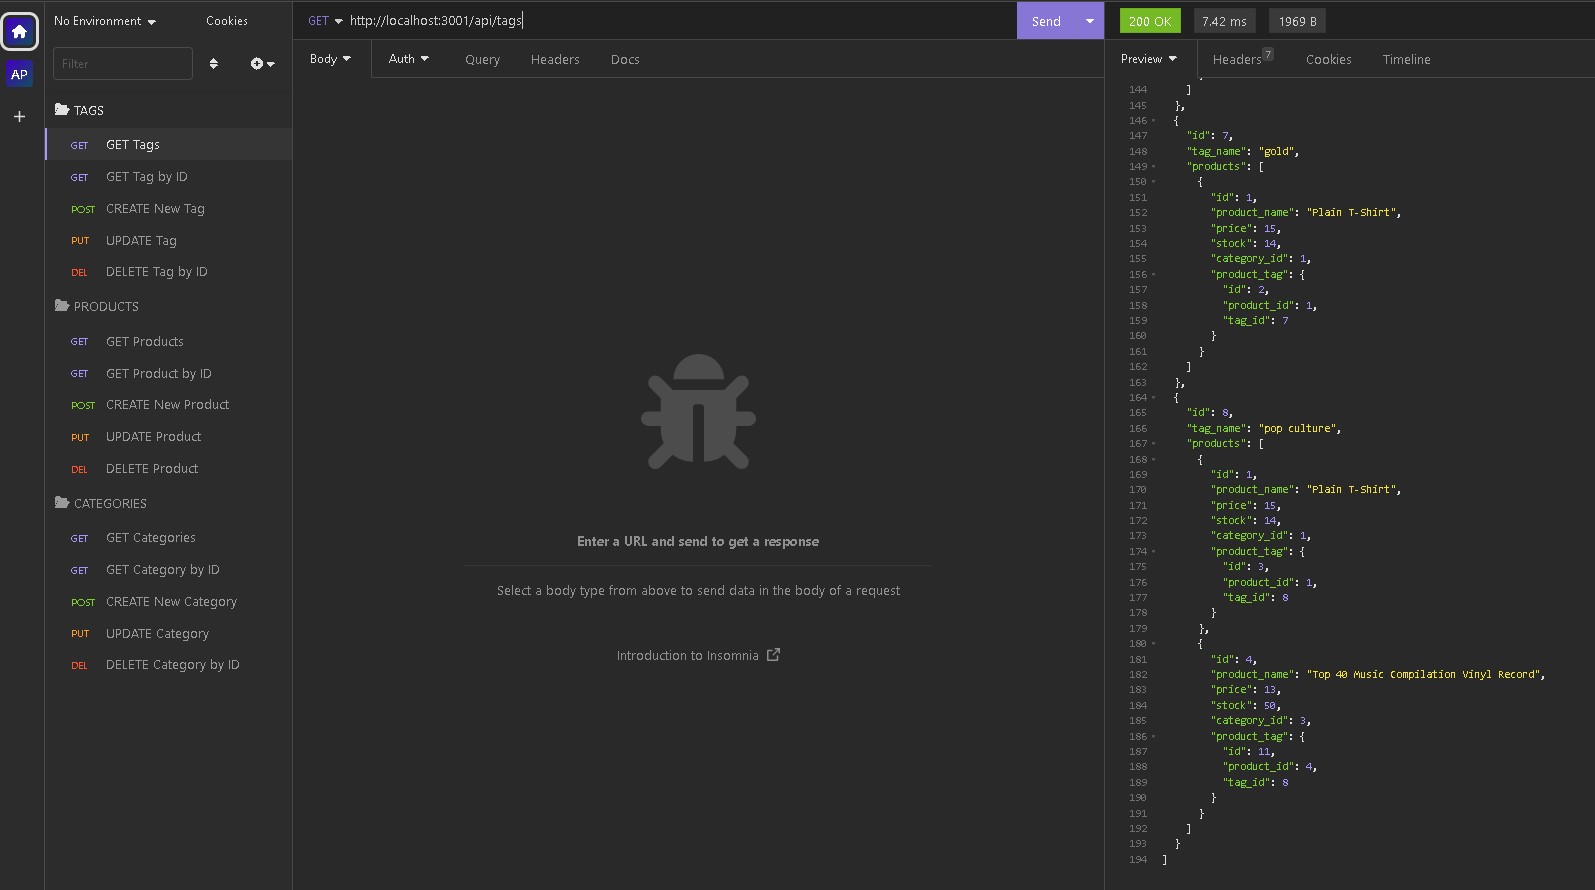 No Environment
Cookies
GET http://localhost:3001/api/tags
Send
200 OK
7.42 ms
1969 B
AP
Filter
Body
Auth
Query
Headers
Docs
Preview
Headers 7
Cookies
Timeline
TAGS
GET GET Tags
GET GET Tag by ID
POST CREATE New Tag
PUT UPDATE Tag
DEL DELETE Tag by ID
PRODUCTS
GET GET Products
GET GET Product by ID
POST CREATE New Product
PUT UPDATE Product
DEL DELETE Product
CATEGORIES
GET GET Categories
GET GET Category by ID
POST CREATE New Category
PUT UPDATE Category
DEL DELETE Category by ID
Enter a URL and send to get a response
Select a body type from above to send data in the body of a request
Introduction to Insomnia
144 ]
145 },
146 {
147 "id": 7,
148 "tag_name": "gold",
149 "products": [
150 {
151 "id": 1,
152 "product_name": "Plain T-Shirt",
153 "price": 15,
154 "stock": 14,
155 "category_id": 1,
156 "product_tag": {
157 "id": 2,
158 "product_id": 1,
159 "tag_id": 7
160 }
161 }
162 ]
163 },
164 {
165 "id": 8,
166 "tag_name": "pop culture",
167 "products": [
168 {
169 "id": 1,
170 "product_name": "Plain T-Shirt",
171 "price": 15,
172 "stock": 14,
173 "category_id": 1,
174 "product_tag": {
175 "id": 3,
176 "product_id": 1,
177 "tag_id": 8
178 }
179 },
180 {
181 "id": 4,
182 "product_name": "Top 40 Music Compilation Vinyl Record",
183 "price": 13,
184 "stock": 50,
185 "category_id": 3,
186 "product_tag": {
187 "id": 11,
188 "product_id": 4,
189 "tag_id": 8
190 }
191 }
192 ]
193 }
194 ]